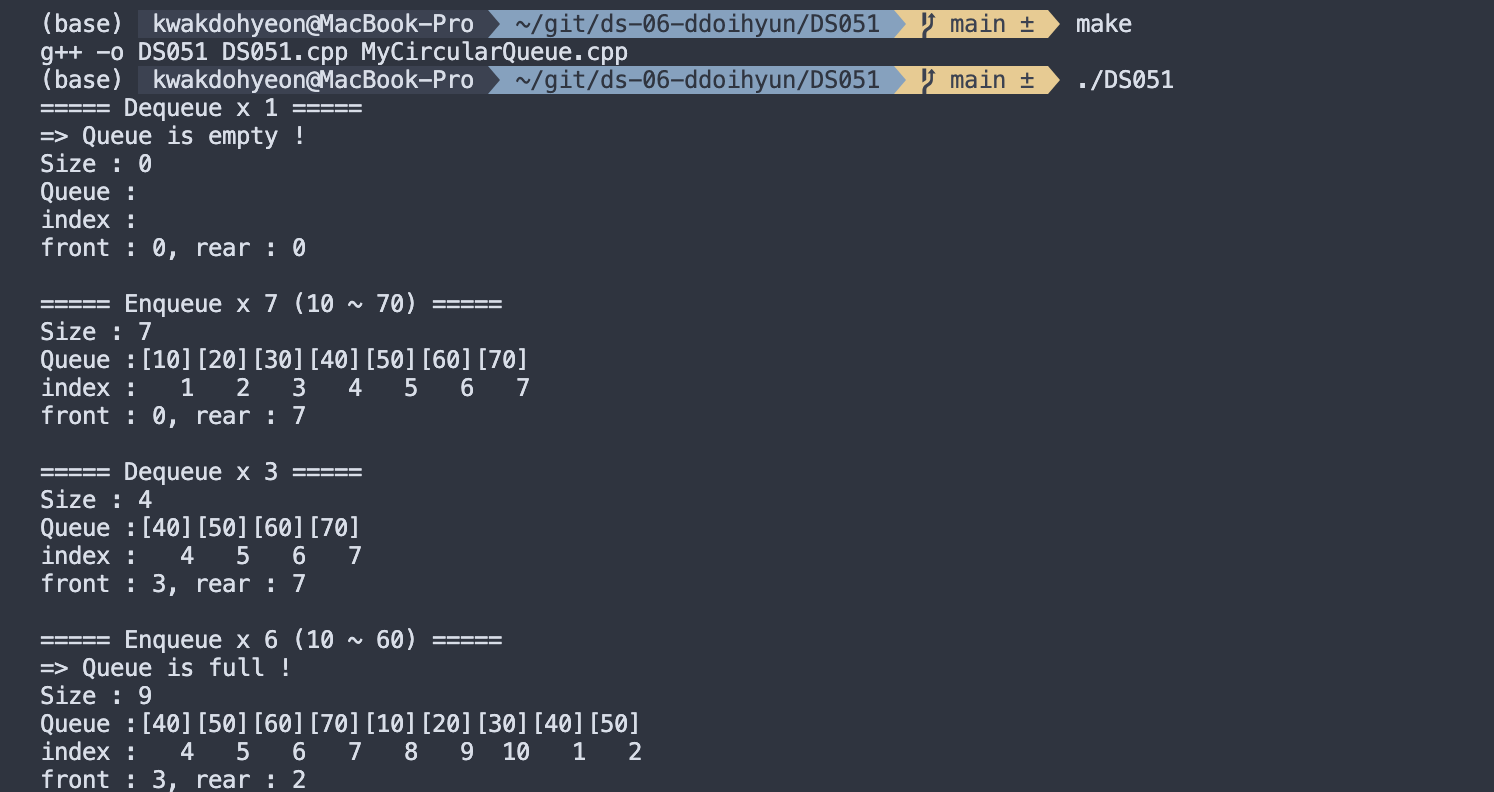 (base) kwakdohyeon@MacBook-Pro ~/git/ds-06-ddoihyun/DS051 main ± make
g++ -o DS051 DS051.cpp MyCircularQueue.cpp
(base) kwakdohyeon@MacBook-Pro ~/git/ds-06-ddoihyun/DS051 main ± ./DS051
===== Dequeue x 1 =====
=> Queue is empty !
Size : 0
Queue :
index :
front : 0, rear : 0
===== Enqueue x 7 (10 ~ 70) =====
Size : 7
Queue :[10][20][30][40][50][60][70]
index :   1   2   3   4   5   6   7
front : 0, rear : 7
===== Dequeue x 3 =====
Size : 4
Queue :[40][50][60][70]
index :   4   5   6   7
front : 3, rear : 7
===== Enqueue x 6 (10 ~ 60) =====
=> Queue is full !
Size : 9
Queue :[40][50][60][70][10][20][30][40][50]
index :   4   5   6   7   8   9  10   1   2
front : 3, rear : 2